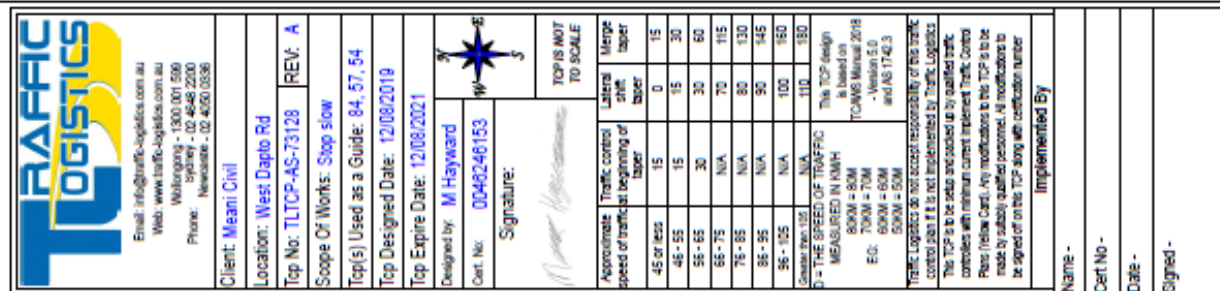 TRAFFIC
LOGISTICS
Email: info@traffic-logistics.com.au
Web: www.traffic-logistics.com.au
Wollongong - 1300 001 599
Phone: Sydney - 02 4648 2200
Newcastle - 02 4050 0336
Client: Meani Civil
Location: West Dapto Rd
Tcp No: TLTCP-AS-73128 REV: A
Scope Of Works: Stop slow
Tcp(s) Used as a Guide: 84, 57, 54
Tcp Designed Date: 12/08/2019
Tcp Expire Date: 12/08/2021
Designed by: M Hayward
Cert. No: 0046246153
N
W E
S
Signature:
TCP IS NOT
TO SCALE
Approximate speed of traffic Traffic control at beginning of taper Lateral shift taper Merge taper
45 or less 15 0 15
46 - 55 15 15 30
56 - 65 30 30 60
66 - 75 N/A 70 115
76 - 85 N/A 80 130
86 - 95 N/A 90 145
96 - 105 N/A 100 160
Greater then 105 N/A 110 180
D = THE SPEED OF TRAFFIC
MEASURED IN KM/H
80KM = 80M
70KM = 70M
EG: 60KM = 60M
50KM = 50M
This TCP design
is based on
TCAWS Manual 2018
- Version 5.0
and AS 1742.3
Traffic Logistics do not accept responsibility of this traffic
control plan if it is not implemented by Traffic Logistics
This TCP is to be setup and packed up by qualified traffic
controllers with minimum current Implement Traffic Control
Plans (Yellow Card). Any modifications to this TCP is to be
made by suitably qualified personnel. All modifications to
be signed off on this TCP along with certification number
Implemented By
Name -
Cert No -
Date -
Signed -